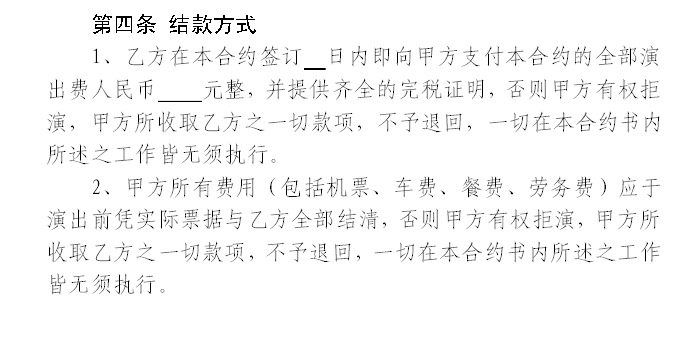 第四条 结款方式
1、乙方在本合约签订__日内即向甲方支付本合约的全部演
出费人民币____元整，并提供齐全的完税证明，否则甲方有权拒
演，甲方所收取乙方之一切款项，不予退回，一切在本合约书内
所述之工作皆无须执行。
2、甲方所有费用（包括机票、车费、餐费、劳务费）应于
演出前凭实际票据与乙方全部结清，否则甲方有权拒演，甲方所
收取乙方之一切款项，不予退回，一切在本合约书内所述之工作
皆无须执行。